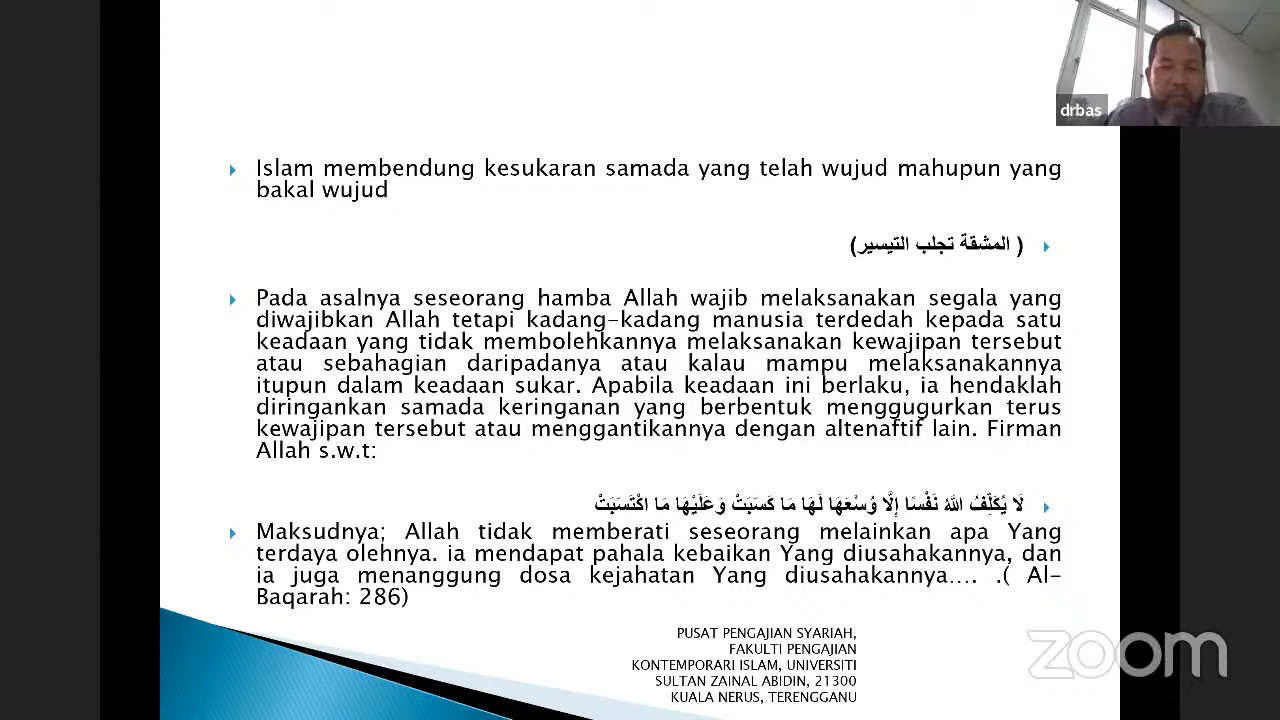 drbas
Islam membendung kesukaran samada yang telah wujud mahupun yang
bakal wujud
( المشقة تجلب التيسير)
Pada asalnya seseorang hamba Allah wajib melaksanakan segala yang
diwajibkan Allah tetapi kadang-kadang manusia terdedah kepada satu
keadaan yang tidak membolehkannya melaksanakan kewajipan tersebut
atau sebahagian daripadanya atau kalau mampu melaksanakannya
itupun dalam keadaan sukar. Apabila keadaan ini berlaku, ia hendaklah
diringankan samada keringanan yang berbentuk menggugurkan terus
kewajipan tersebut atau menggantikannya dengan altenaftif lain. Firman
Allah s.w.t:
لَا يُكَلِّفُ اللَّهُ نَفْسًا إِلَّا وُسْعَهَا لَهَا مَا كَسَبَتْ وَعَلَيْهَا مَا اكْتَسَبَتْ
Maksudnya; Allah tidak memberati seseorang melainkan apa Yang
terdaya olehnya. ia mendapat pahala kebaikan Yang diusahakannya, dan
ia juga menanggung dosa kejahatan Yang diusahakannya.... .( Al-
Baqarah: 286)
PUSAT PENGAJIAN SYARIAH,
FAKULTI PENGAJIAN
KONTEMPORARI ISLAM, UNIVERSITI
SULTAN ZAINAL ABIDIN, 21300
KUALA NERUS, TERENGGANU
zoom